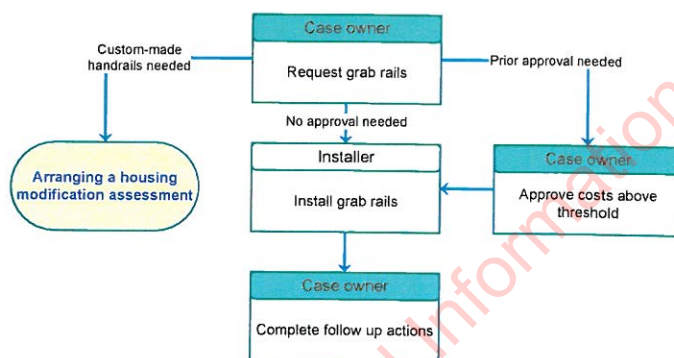 Case owner
Request grab rails
Custom-made
handrails needed
Prior approval needed
No approval needed
Arranging a housing
modification assessment
Installer
Install grab rails
Case owner
Approve costs above
threshold
Case owner
Complete follow up actions
Information